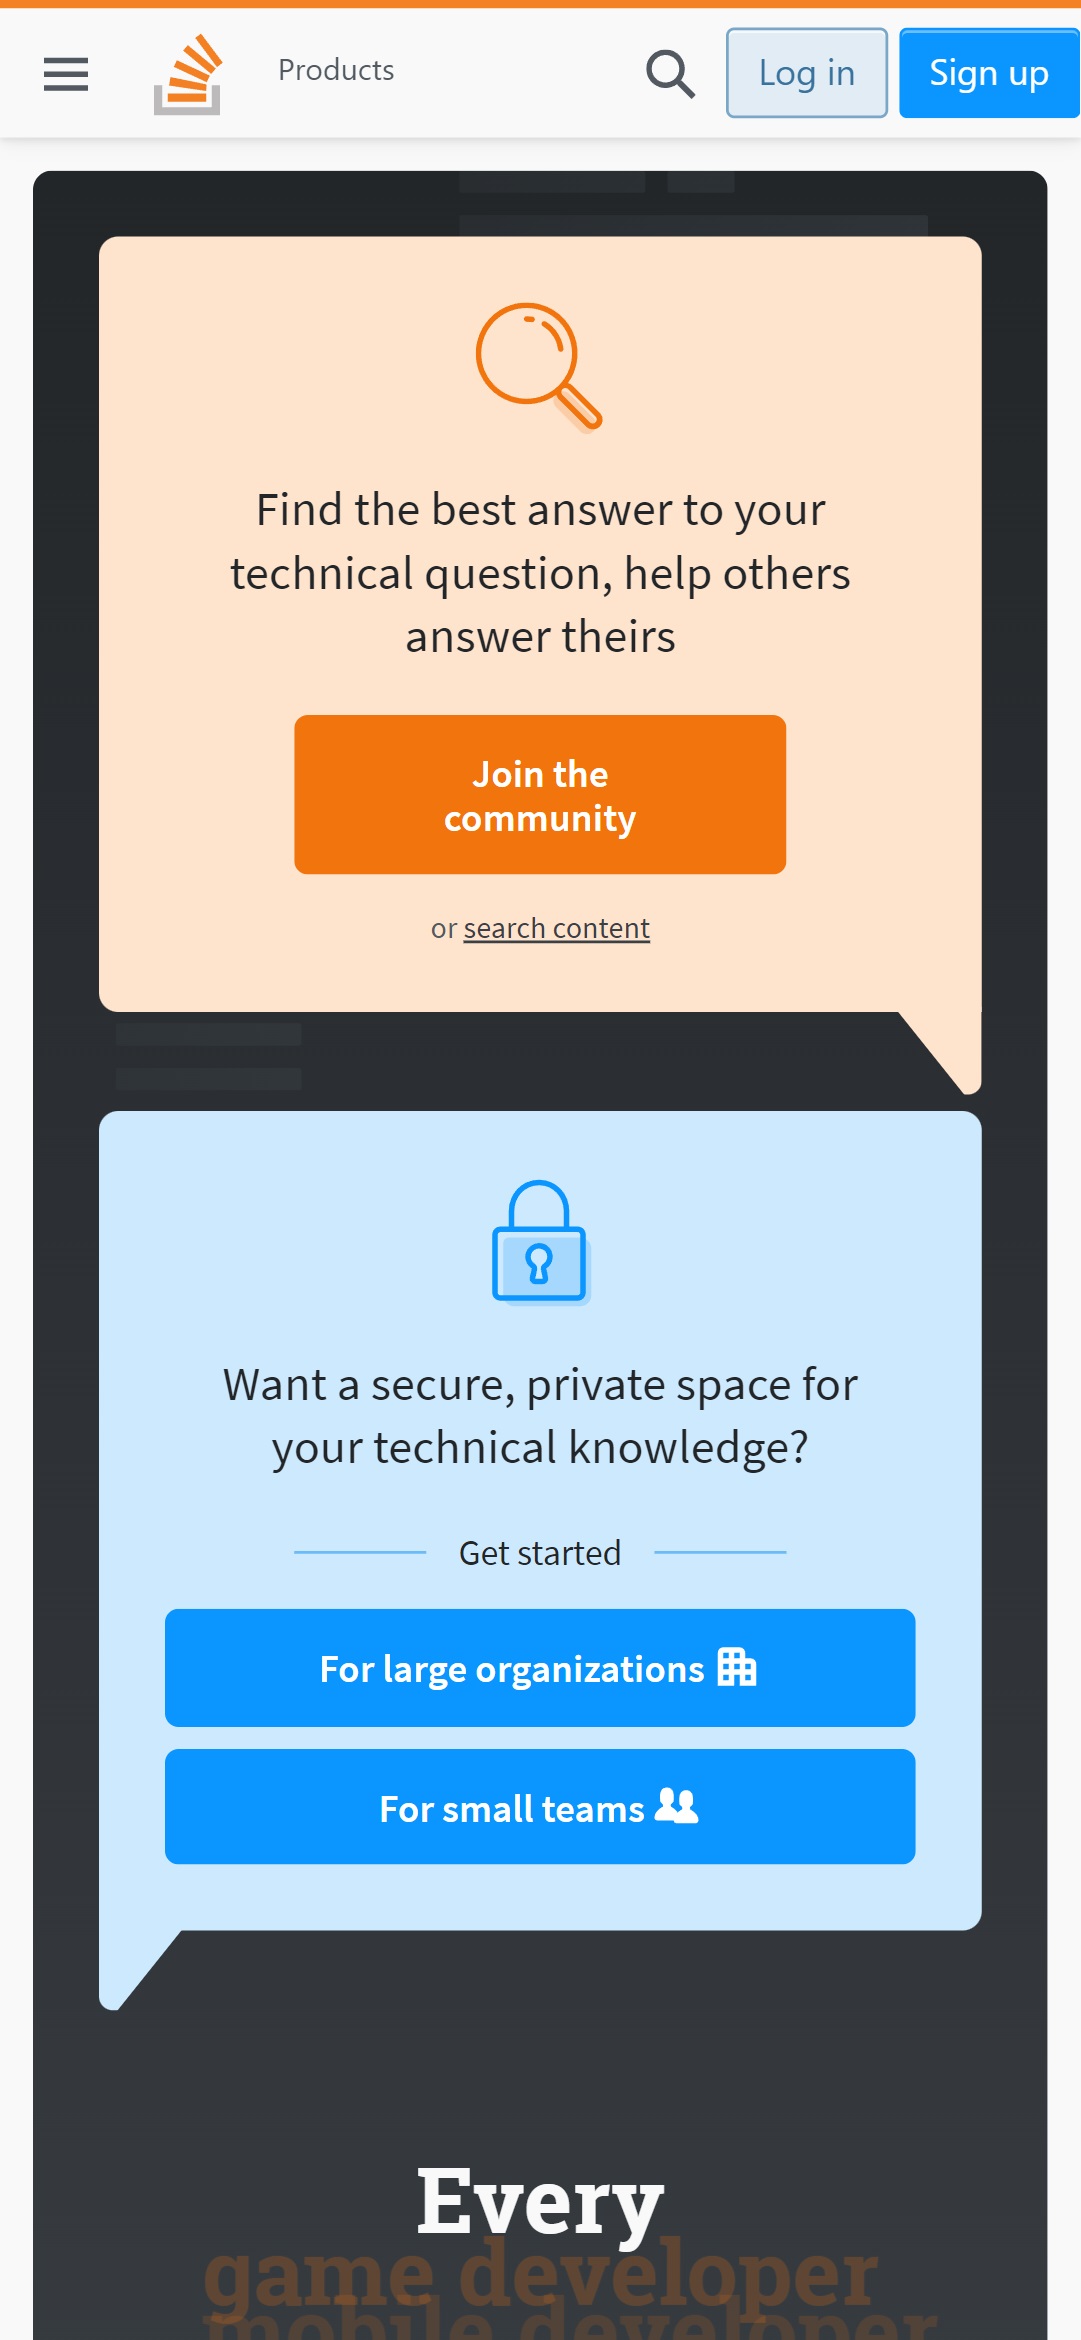 Products
Log in
Sign up
Find the best answer to your
technical question, help others
answer theirs
Join the
community
or search content
Want a secure, private space for
your technical knowledge?
Get started
For large organizations
For small teams
Every
game developer
mobile developer